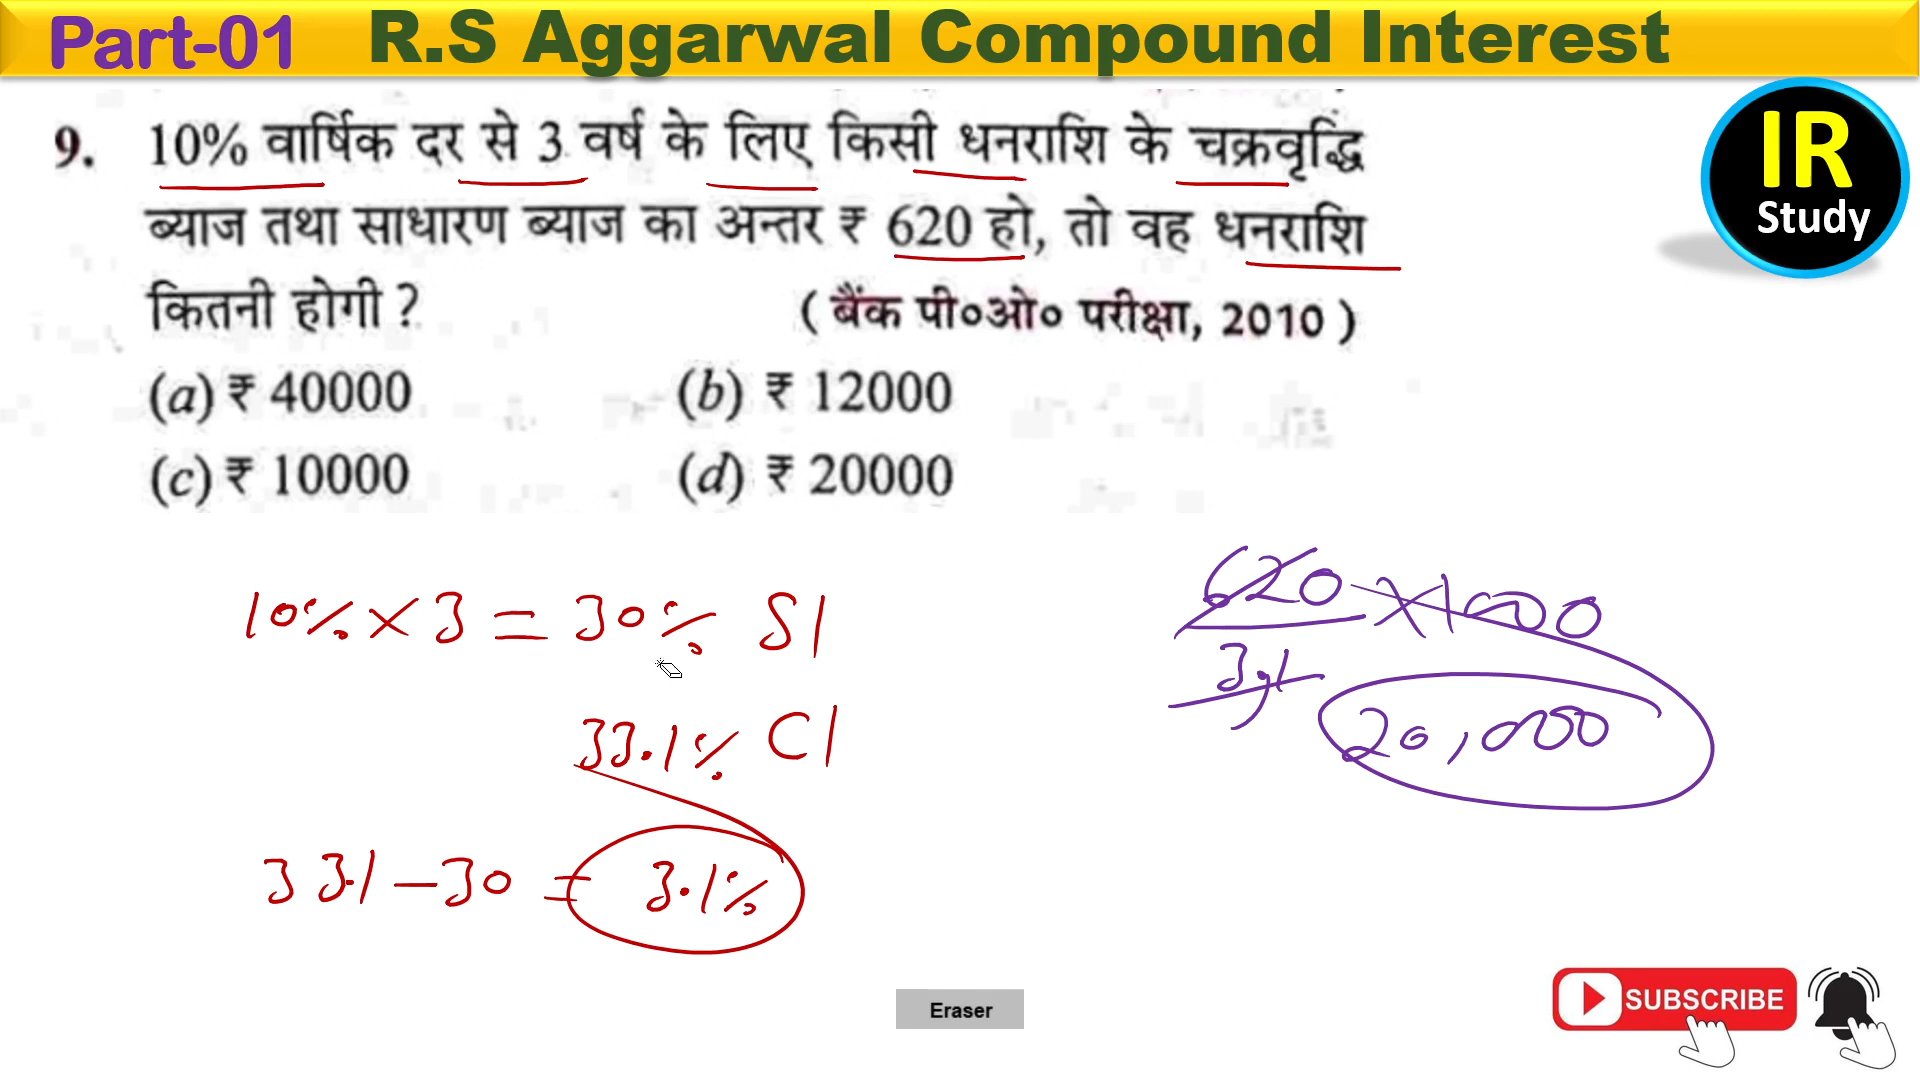 Part-01 R.S Aggarwal Compound Interest
IR
Study
9. 10% वार्षिक दर से 3 वर्ष के लिए किसी धनराशि के चक्रवृद्धि
ब्याज तथा साधारण ब्याज का अन्तर ₹ 620 हो, तो वह धनराशि
कितनी होगी ? ( बैंक पी०ओ० परीक्षा, 2010 )
(a) ₹ 40000 (b) ₹ 12000
(c) ₹ 10000 (d) ₹ 20000
10% × 3 = 30% SI
33.1% CI
33.1 – 30 = 3.1%
620 × 1000
3.1
20,000
Eraser
SUBSCRIBE